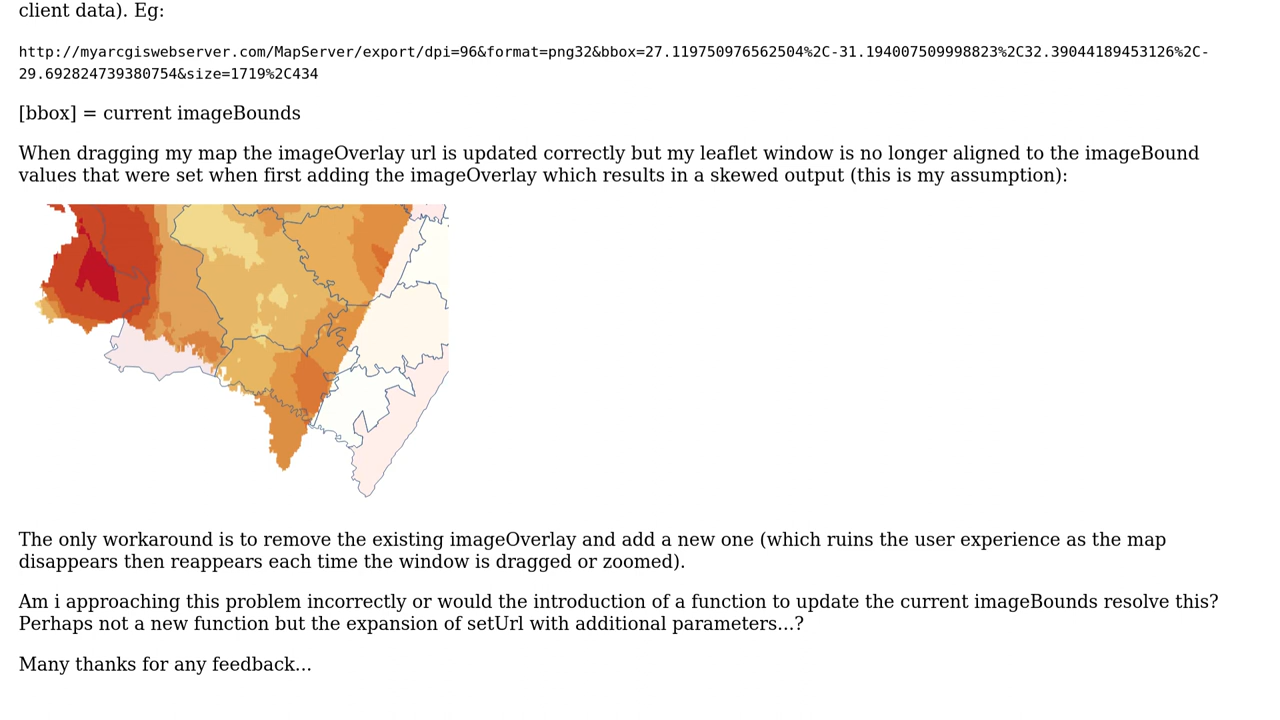 client data). Eg:
http://myarcgiswebserver.com/MapServer/export/dpi=96&format=png32&bbox=27.119750976562504%2C-31.194007509998823%2C32.39044189453126%2C-
29.692824739380754&size=1719%2C434
[bbox] = current imageBounds
When dragging my map the imageOverlay url is updated correctly but my leaflet window is no longer aligned to the imageBound
values that were set when first adding the imageOverlay which results in a skewed output (this is my assumption):
The only workaround is to remove the existing imageOverlay and add a new one (which ruins the user experience as the map
disappears then reappears each time the window is dragged or zoomed).
Am i approaching this problem incorrectly or would the introduction of a function to update the current imageBounds resolve this?
Perhaps not a new function but the expansion of setUrl with additional parameters...?
Many thanks for any feedback...